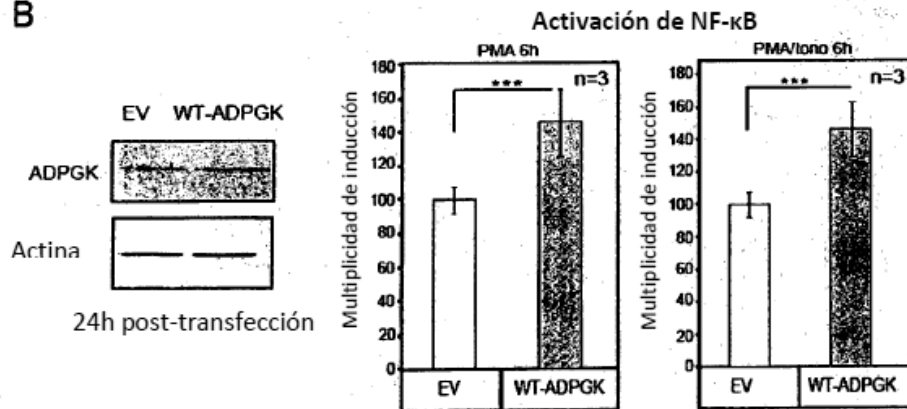 B
EV WT-ADPGK
ADPGK
Actina
24h post-transfección
Activación de NF-κB
PMA 6h
Multiplicidad de inducción
180
160
140
120
100
80
60
40
20
0
***
n=3
EV WT-ADPGK
PMA/Iono 6h
Multiplicidad de inducción
180
160
140
120
100
80
60
40
20
0
***
n=3
EV WT-ADPGK